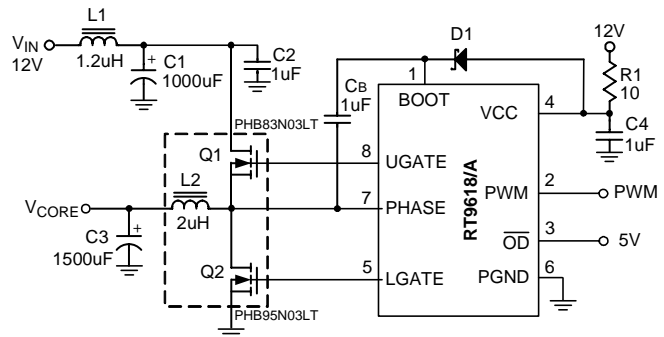 L1
V_IN
12V
1.2uH
C1
1000uF
C2
1uF
D1
12V
R1
10
1
BOOT
4
VCC
CB
1uF
C4
1uF
PHB83N03LT
Q1
8
UGATE
RT9618/A
2
PWM
PWM
L2
V_CORE
2uH
7
PHASE
3
OD
5V
C3
1500uF
Q2
5
LGATE
6
PGND
PHB95N03LT